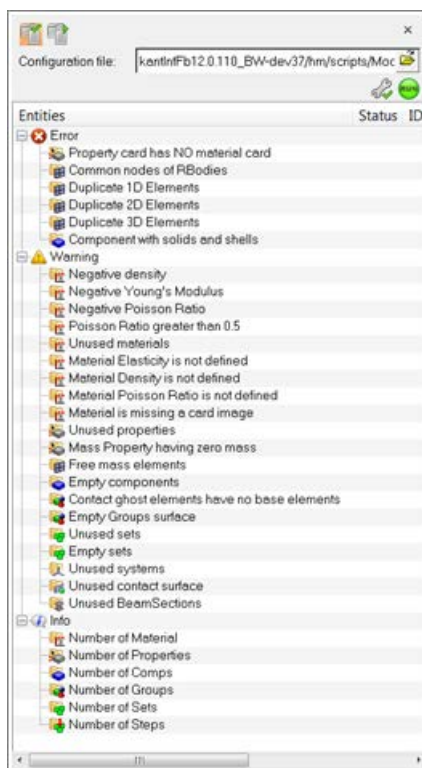 Configuration file: kantIntFb12.0.110_BW-dev37/hm/scripts/Moc
Entities Status ID
Error
Property card has NO material card
Common nodes of RBodies
Duplicate 1D Elements
Duplicate 2D Elements
Duplicate 3D Elements
Component with solids and shells
Warning
Negative density
Negative Young's Modulus
Negative Poisson Ratio
Poisson Ratio greater than 0.5
Unused materials
Material Elasticity is not defined
Material Density is not defined
Material Poisson Ratio is not defined
Material is missing a card image
Unused properties
Mass Property having zero mass
Free mass elements
Empty components
Contact ghost elements have no base elements
Empty Groups surface
Unused sets
Empty sets
Unused systems
Unused contact surface
Unused BeamSections
Info
Number of Material
Number of Properties
Number of Comps
Number of Groups
Number of Sets
Number of Steps